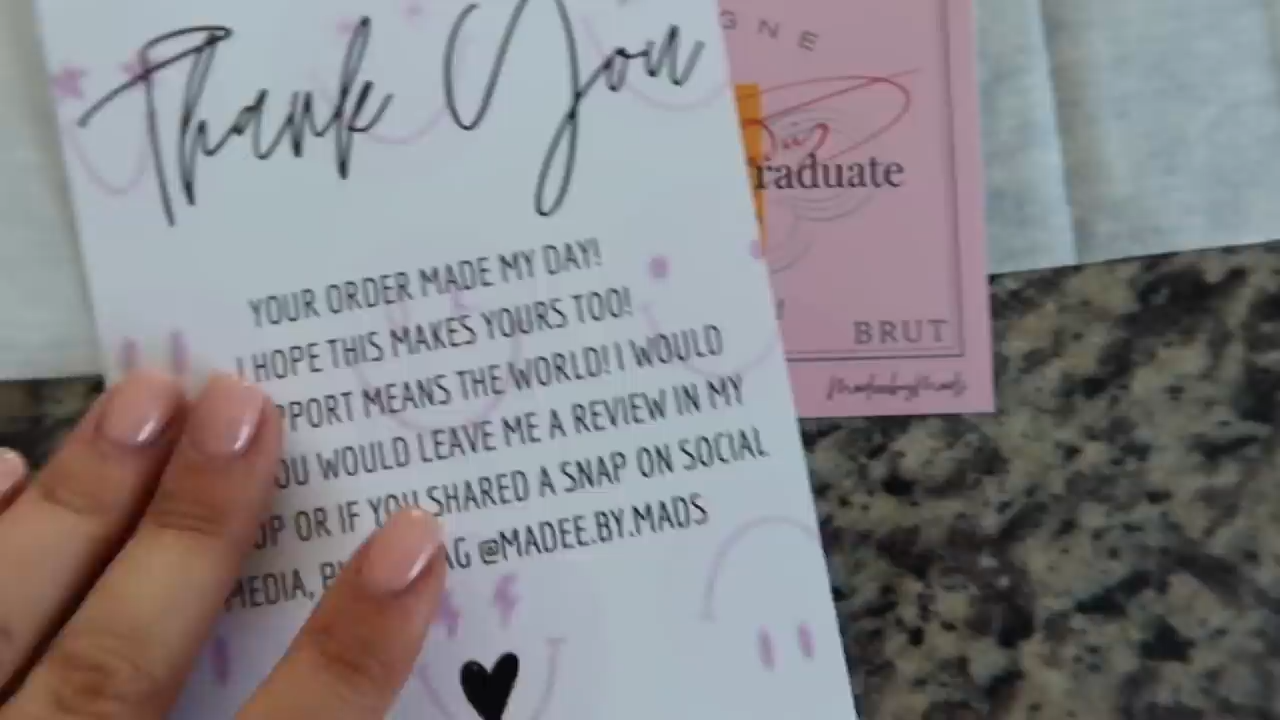 Thank You
YOUR ORDER MADE MY DAY!
I HOPE THIS MAKES YOURS TOO!
PPORT MEANS THE WORLD! I WOULD
OU WOULD LEAVE ME A REVIEW IN MY
OP OR IF YOU SHARED A SNAP ON SOCIAL
MEDIA, AG @MADEE.BY.MADS
GNE
raduate
BRUT